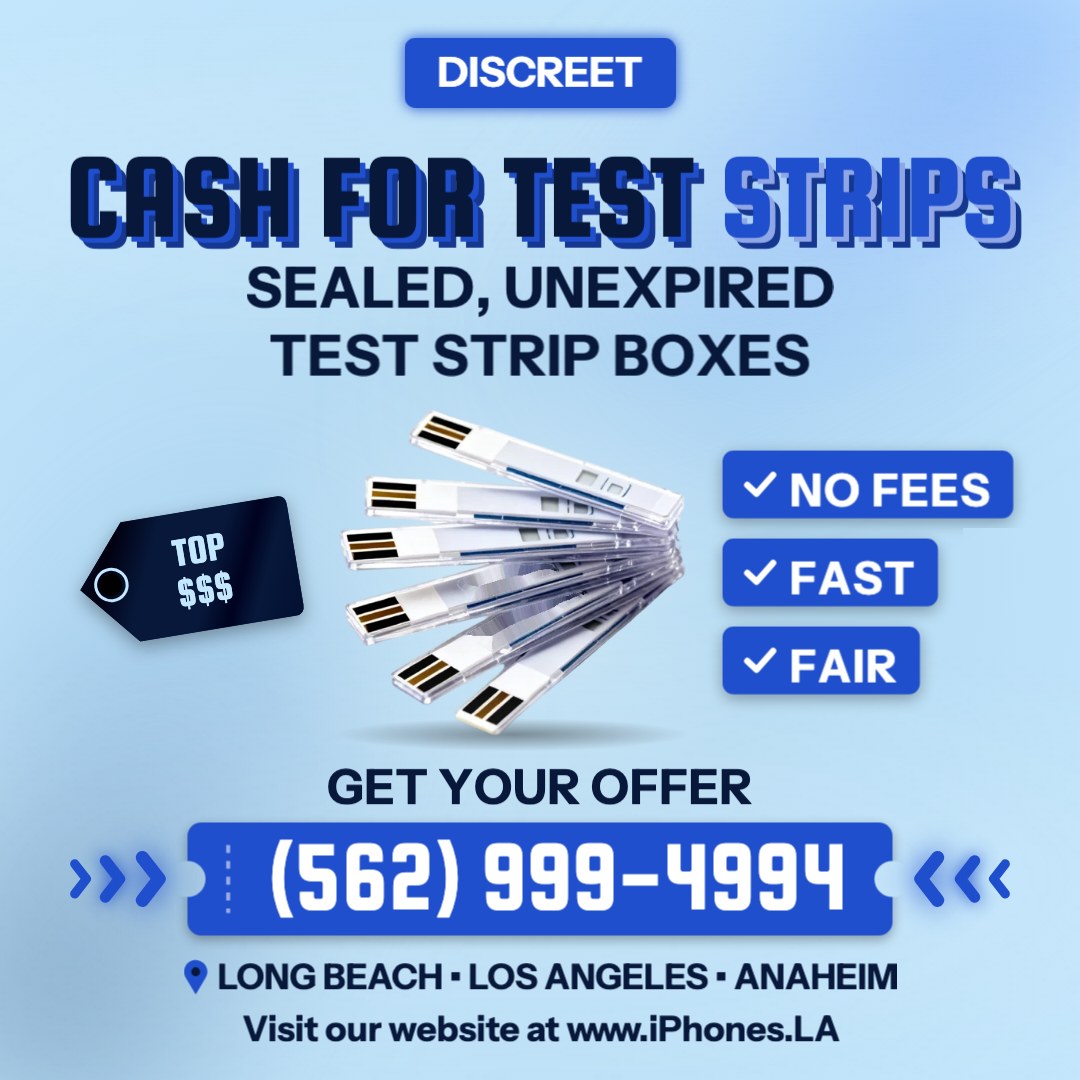 DISCREET
CASH FOR TEST STRIPS
SEALED, UNEXPIRED
TEST STRIP BOXES
TOP
$$$
✓ NO FEES
✓ FAST
✓ FAIR
GET YOUR OFFER
(562) 999-4994
LONG BEACH ▪ LOS ANGELES ▪ ANAHEIM
Visit our website at www.iPhones.LA